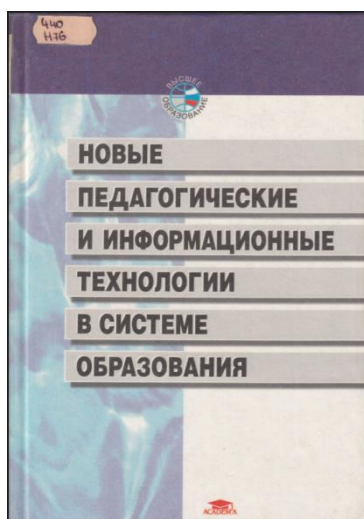 440
Н76
ВЫСШЕЕ
ОБРАЗОВАНИЕ
НОВЫЕ
ПЕДАГОГИЧЕСКИЕ
И ИНФОРМАЦИОННЫЕ
ТЕХНОЛОГИИ
В СИСТЕМЕ
ОБРАЗОВАНИЯ
ACADEMA